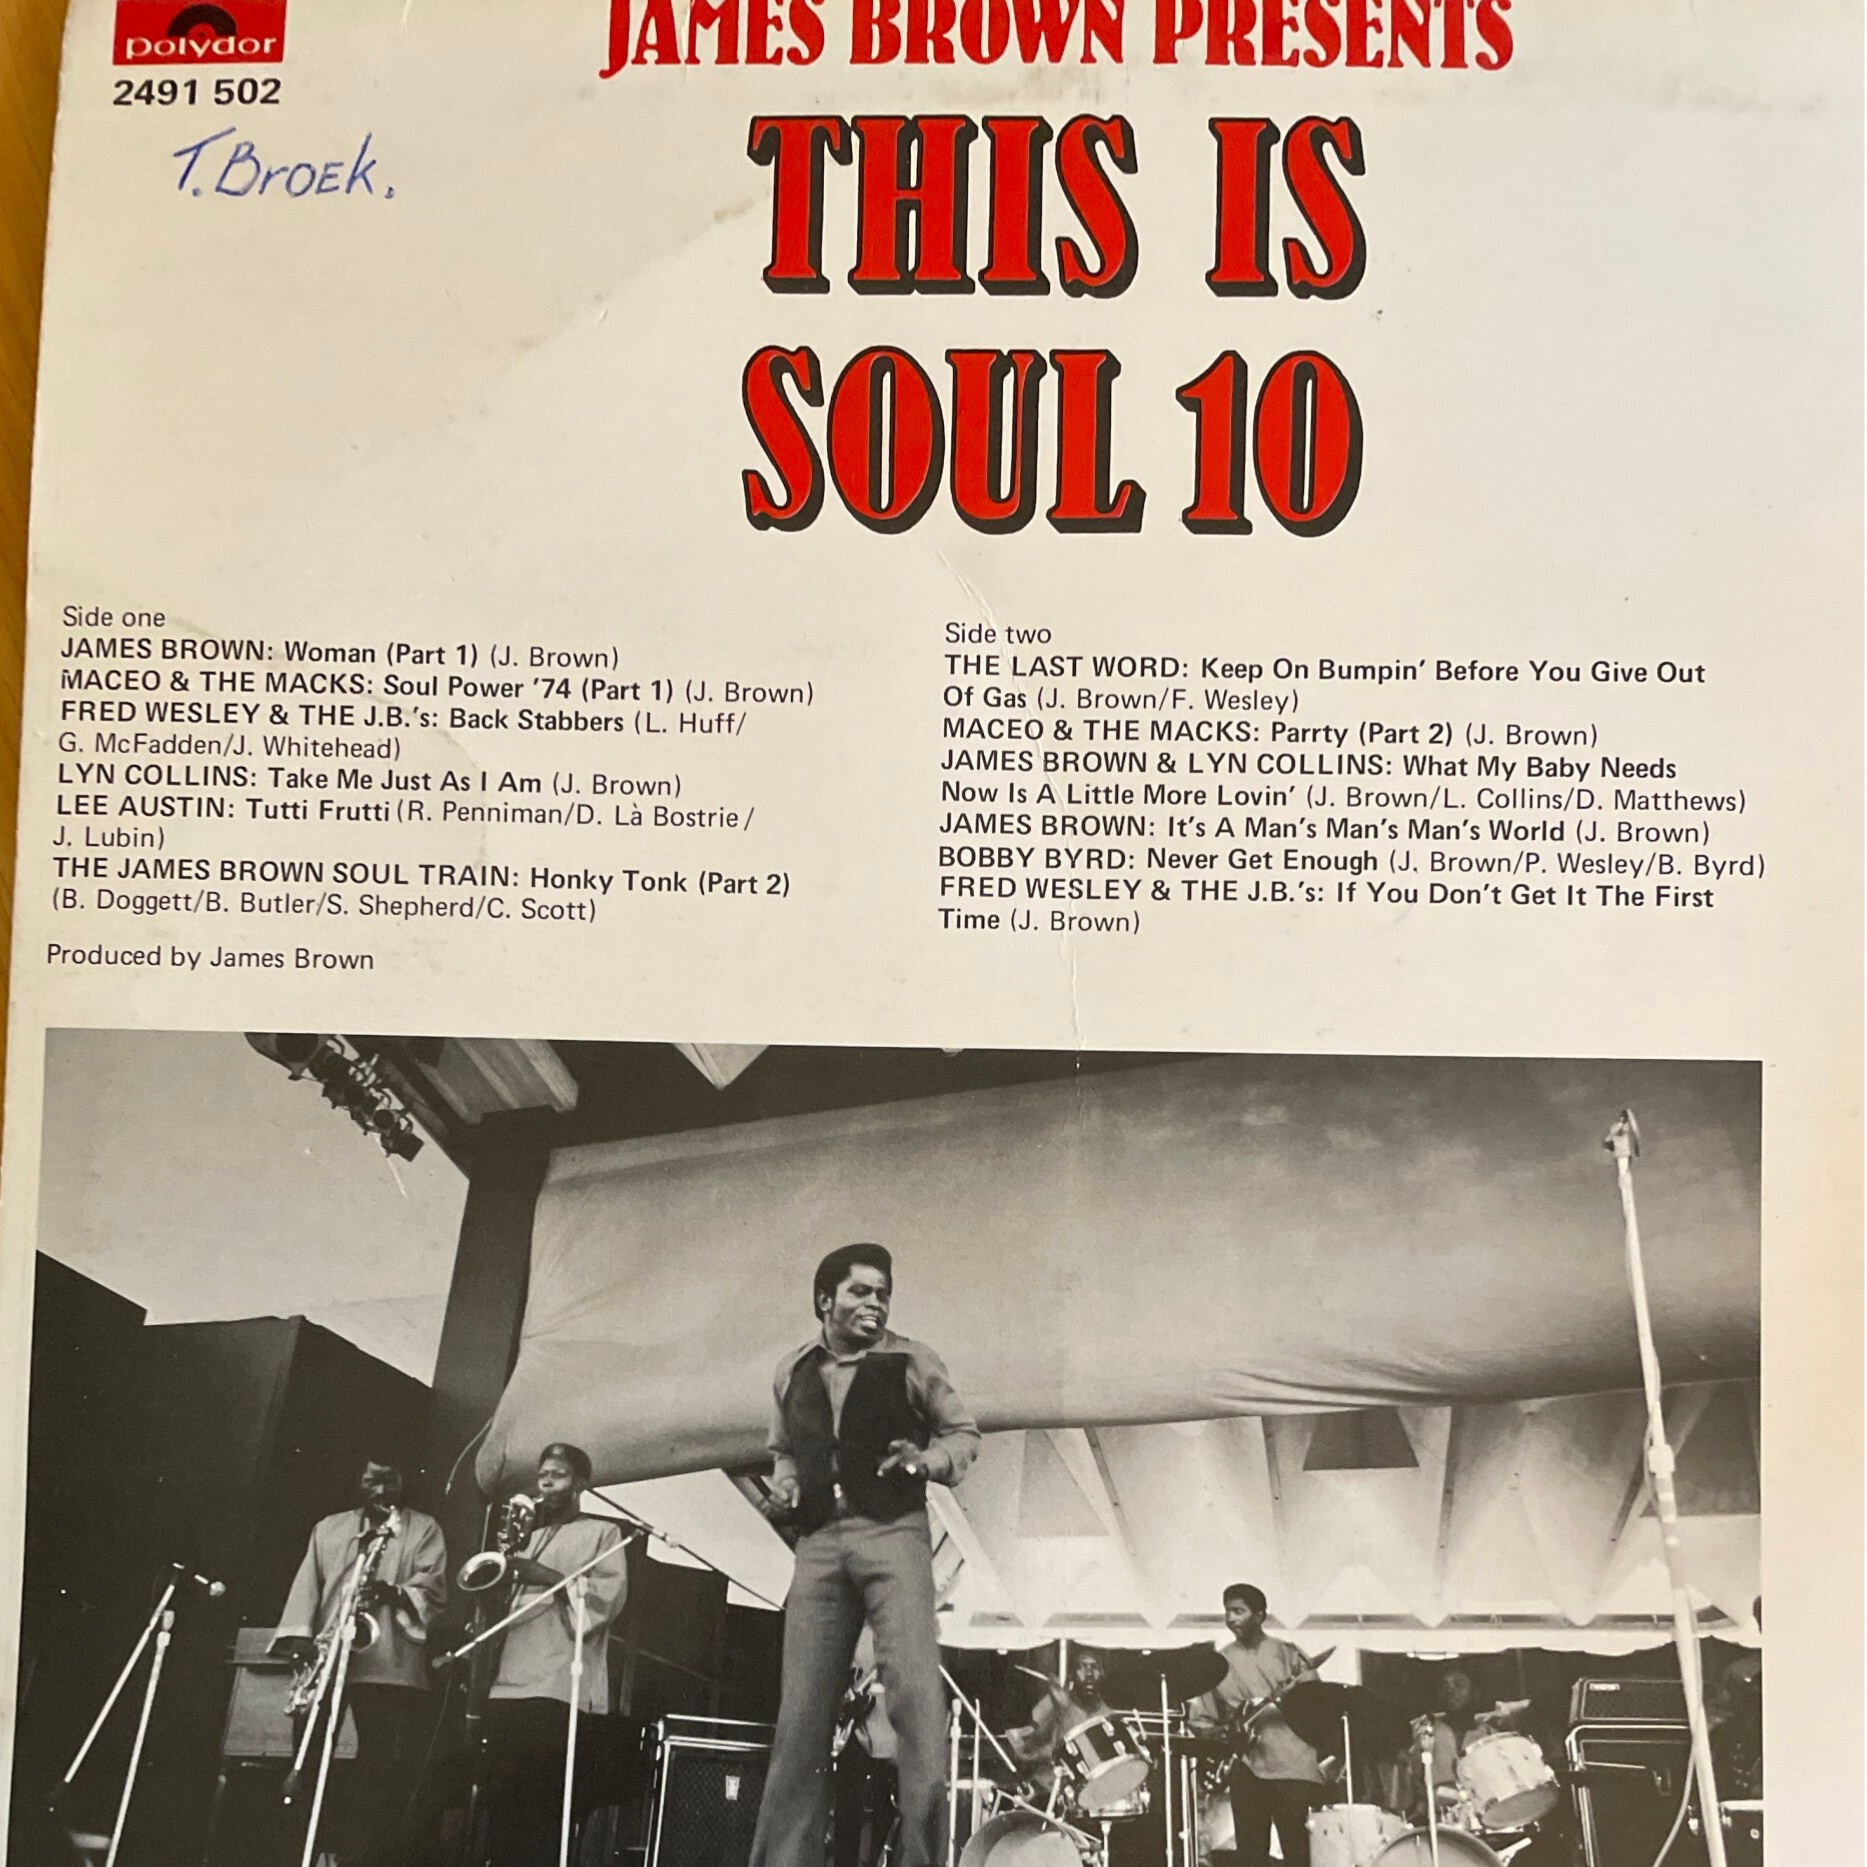 polydor
2491 502
T. Broek.
JAMES BROWN PRESENTS
THIS IS
SOUL 10
Side one
JAMES BROWN: Woman (Part 1) (J. Brown)
MACEO & THE MACKS: Soul Power '74 (Part 1) (J. Brown)
FRED WESLEY & THE J.B.'s: Back Stabbers (L. Huff/
G. McFadden/J. Whitehead)
LYN COLLINS: Take Me Just As I Am (J. Brown)
LEE AUSTIN: Tutti Frutti (R. Penniman/D. Là Bostrie/
J. Lubin)
THE JAMES BROWN SOUL TRAIN: Honky Tonk (Part 2)
(B. Doggett/B. Butler/S. Shepherd/C. Scott)
Produced by James Brown
Side two
THE LAST WORD: Keep On Bumpin' Before You Give Out
Of Gas (J. Brown/F. Wesley)
MACEO & THE MACKS: Parrty (Part 2) (J. Brown)
JAMES BROWN & LYN COLLINS: What My Baby Needs
Now Is A Little More Lovin' (J. Brown/L. Collins/D. Matthews)
JAMES BROWN: It's A Man's Man's Man's World (J. Brown)
BOBBY BYRD: Never Get Enough (J. Brown/P. Wesley/B. Byrd)
FRED WESLEY & THE J.B.'s: If You Don't Get It The First
Time (J. Brown)